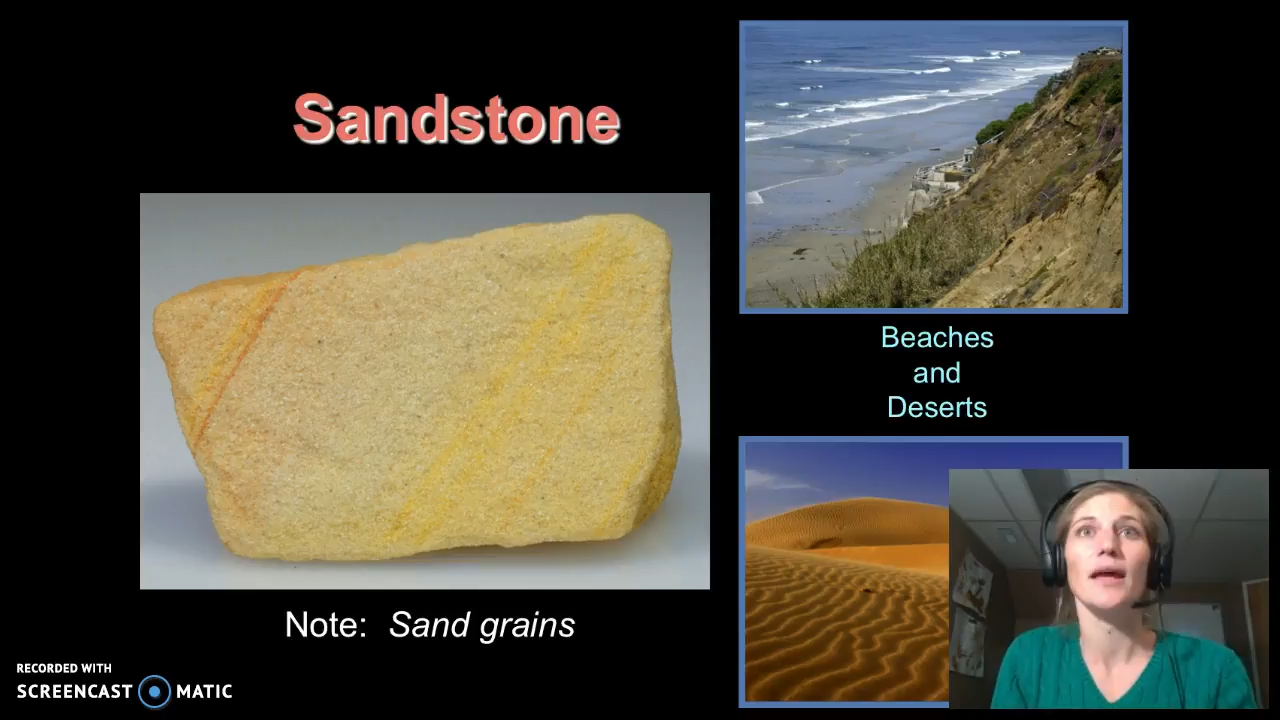 Sandstone
Beaches
and
Deserts
Note: Sand grains
RECORDED WITH
SCREENCAST MATIC